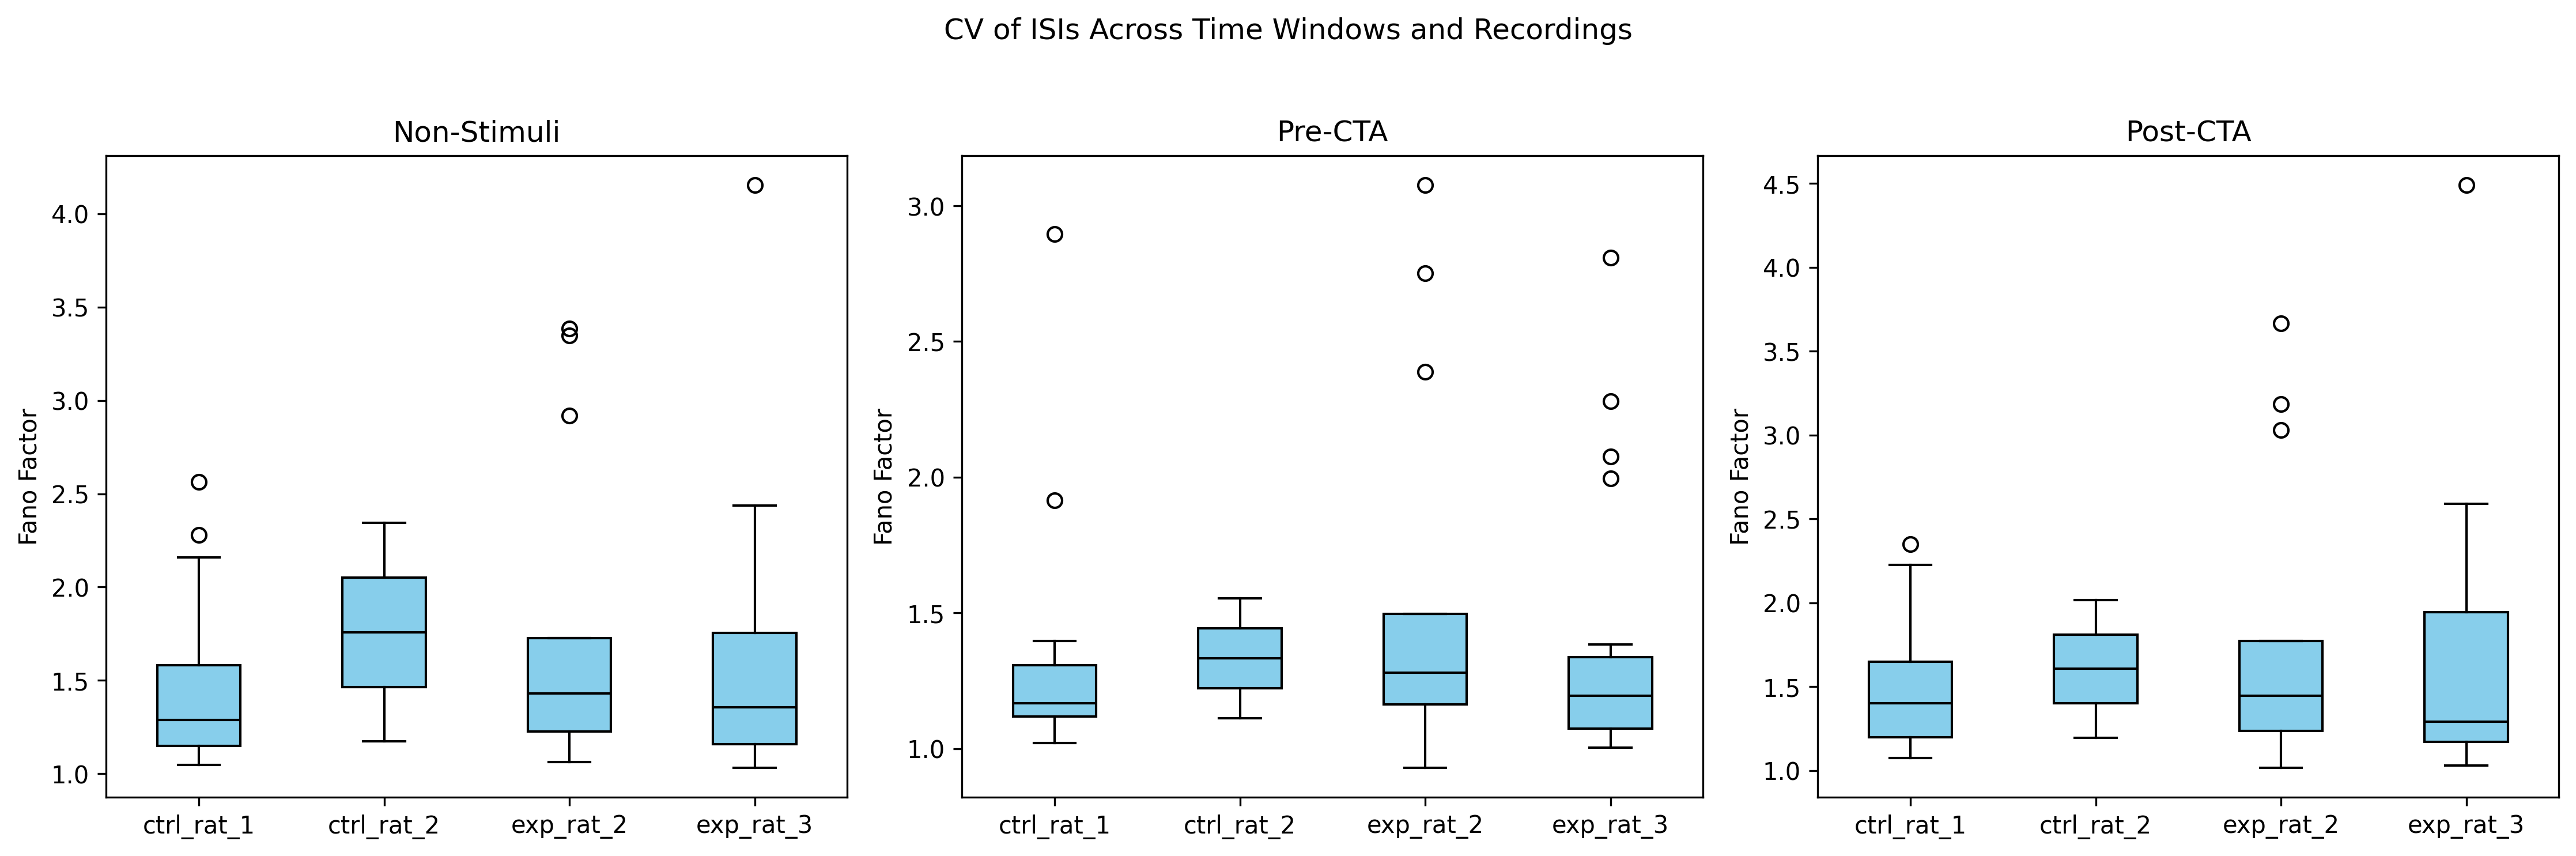 CV of ISIs Across Time Windows and Recordings
Non-Stimuli
Fano Factor
4.0
3.5
3.0
2.5
2.0
1.5
1.0
ctrl_rat_1
ctrl_rat_2
exp_rat_2
exp_rat_3
Pre-CTA
Fano Factor
3.0
2.5
2.0
1.5
1.0
ctrl_rat_1
ctrl_rat_2
exp_rat_2
exp_rat_3
Post-CTA
Fano Factor
4.5
4.0
3.5
3.0
2.5
2.0
1.5
1.0
ctrl_rat_1
ctrl_rat_2
exp_rat_2
exp_rat_3